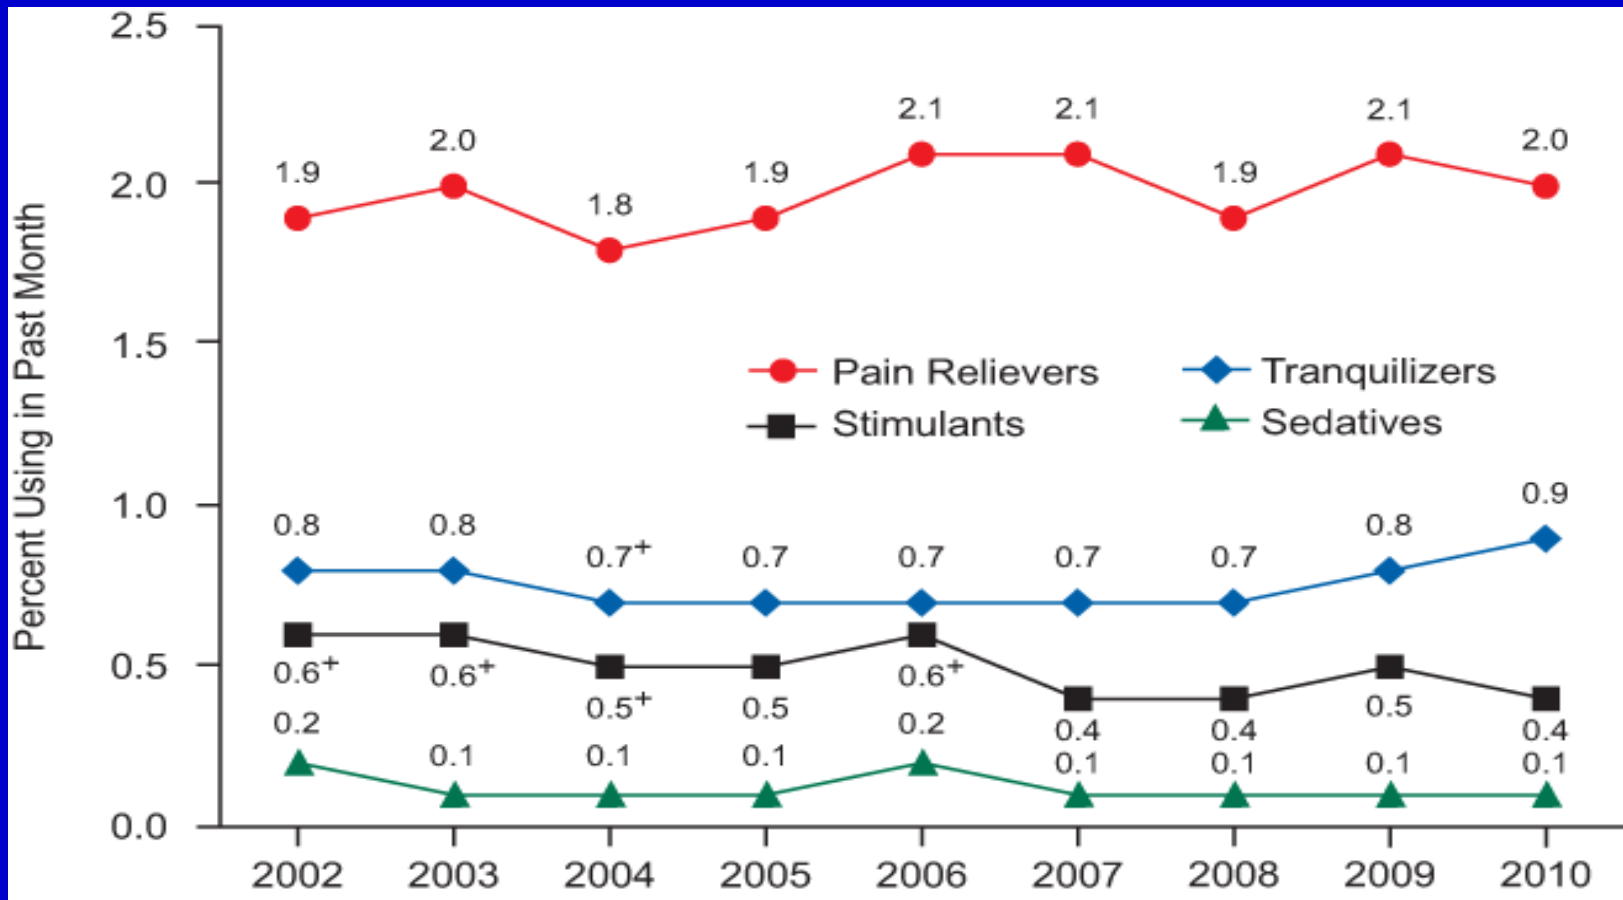 2.5
2.1 2.1 2.1
2.0 2.0
1.9 1.9 1.9
2.0
1.8
1.5
Pain Relievers Tranquilizers
Stimulants Sedatives
Percent Using in Past Month
1.0
0.9
0.8 0.8 0.8
0.7+ 0.7 0.7 0.7 0.7
0.5
0.6+ 0.6+ 0.6+
0.5+ 0.5 0.5
0.2 0.2 0.4 0.4 0.4
0.1 0.1 0.1 0.1 0.1 0.1 0.1
0.0
2002 2003 2004 2005 2006 2007 2008 2009 2010